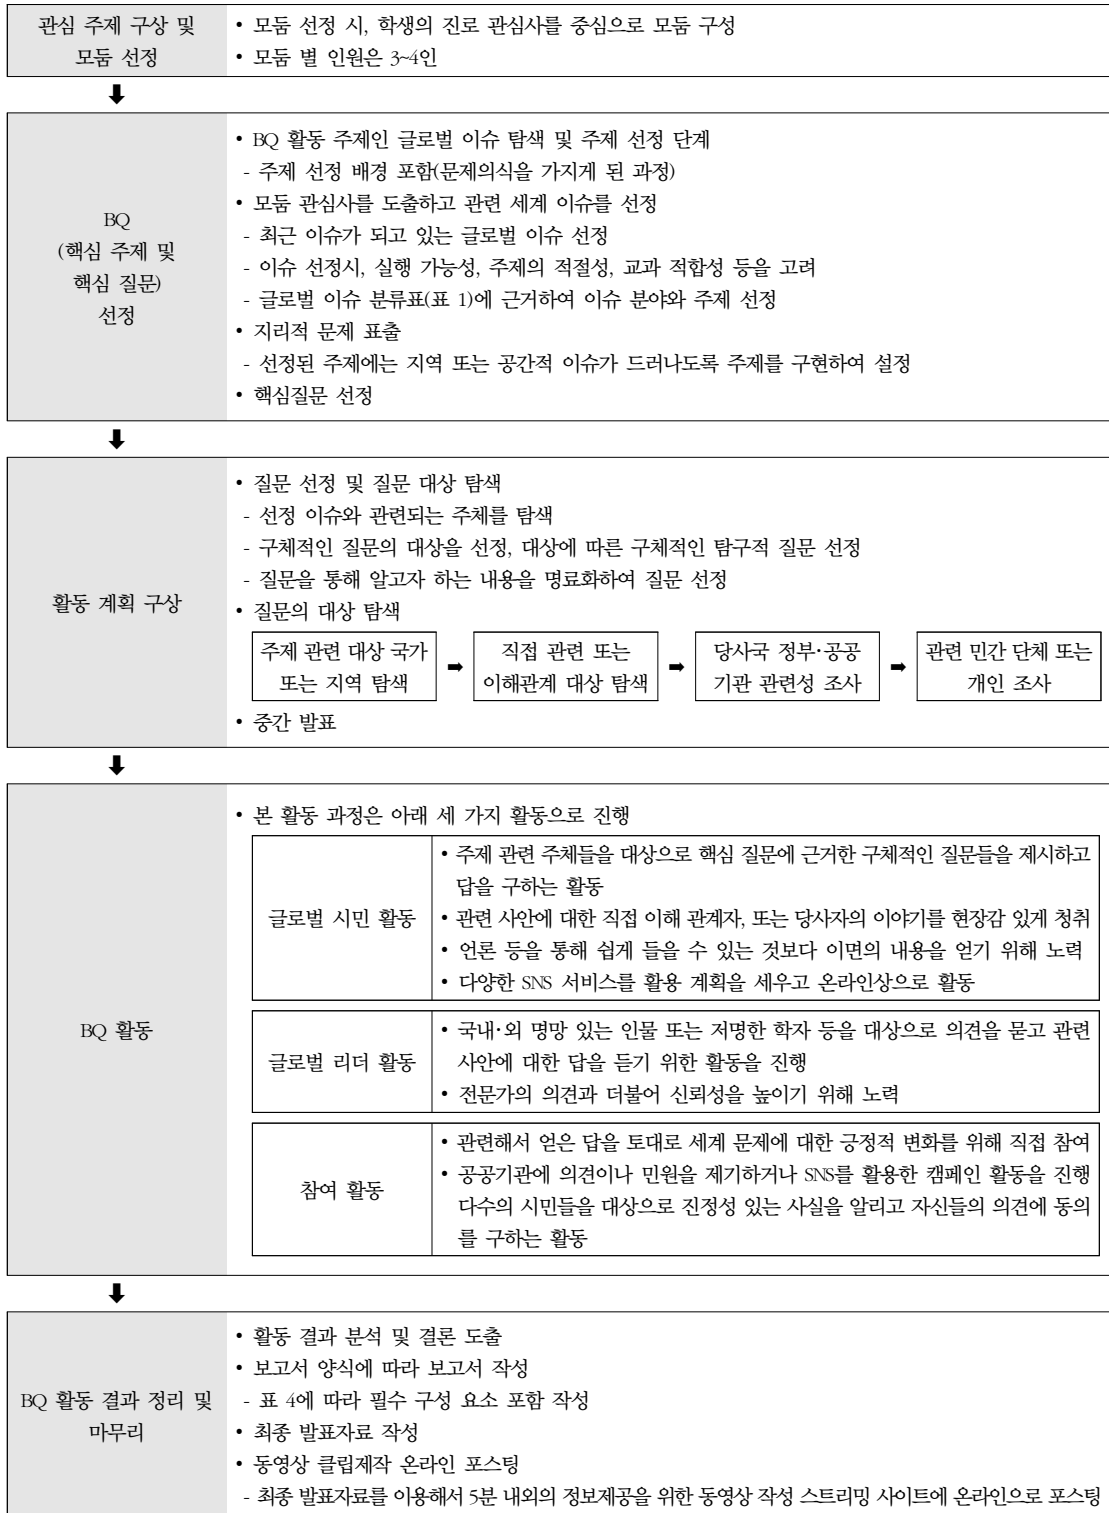 관심 주제 구상 및
모둠 선정
• 모둠 선정 시, 학생의 진로 관심사를 중심으로 모둠 구성
• 모둠 별 인원은 3~4인
BQ
(핵심 주제 및
핵심 질문)
선정
• BQ 활동 주제인 글로벌 이슈 탐색 및 주제 선정 단계
- 주제 선정 배경 포함(문제의식을 가지게 된 과정)
• 모둠 관심사를 도출하고 관련 세계 이슈를 선정
- 최근 이슈가 되고 있는 글로벌 이슈 선정
- 이슈 선정시, 실행 가능성, 주제의 적절성, 교과 적합성 등을 고려
- 글로벌 이슈 분류표(표 1)에 근거하여 이슈 분야와 주제 선정
• 지리적 문제 표출
- 선정된 주제에는 지역 또는 공간적 이슈가 드러나도록 주제를 구현하여 설정
• 핵심질문 선정
활동 계획 구상
• 질문 선정 및 질문 대상 탐색
- 선정 이슈와 관련되는 주체를 탐색
- 구체적인 질문의 대상을 선정, 대상에 따른 구체적인 탐구적 질문 선정
- 질문을 통해 알고자 하는 내용을 명료화하여 질문 선정
• 질문의 대상 탐색
주제 관련 대상 국가
또는 지역 탐색
직접 관련 또는
이해관계 대상 탐색
당사국 정부·공공
기관 관련성 조사
관련 민간 단체 또는
개인 조사
• 중간 발표
BQ 활동
• 본 활동 과정은 아래 세 가지 활동으로 진행
글로벌 시민 활동
• 주제 관련 주체들을 대상으로 핵심 질문에 근거한 구체적인 질문들을 제시하고
답을 구하는 활동
• 관련 사안에 대한 직접 이해 관계자, 또는 당사자의 이야기를 현장감 있게 청취
• 언론 등을 통해 쉽게 들을 수 있는 것보다 이면의 내용을 얻기 위해 노력
• 다양한 SNS 서비스를 활용 계획을 세우고 온라인상으로 활동
글로벌 리더 활동
• 국내·외 명망 있는 인물 또는 저명한 학자 등을 대상으로 의견을 묻고 관련
사안에 대한 답을 듣기 위한 활동을 진행
• 전문가의 의견과 더불어 신뢰성을 높이기 위해 노력
참여 활동
• 관련해서 얻은 답을 토대로 세계 문제에 대한 긍정적 변화를 위해 직접 참여
• 공공기관에 의견이나 민원을 제기하거나 SNS를 활용한 캠페인 활동을 진행
다수의 시민들을 대상으로 진정성 있는 사실을 알리고 자신들의 의견에 동의
를 구하는 활동
BQ 활동 결과 정리 및
마무리
• 활동 결과 분석 및 결론 도출
• 보고서 양식에 따라 보고서 작성
- 표 4에 따라 필수 구성 요소 포함 작성
• 최종 발표자료 작성
• 동영상 클립제작 온라인 포스팅
- 최종 발표자료를 이용해서 5분 내외의 정보제공을 위한 동영상 작성 스트리밍 사이트에 온라인으로 포스팅